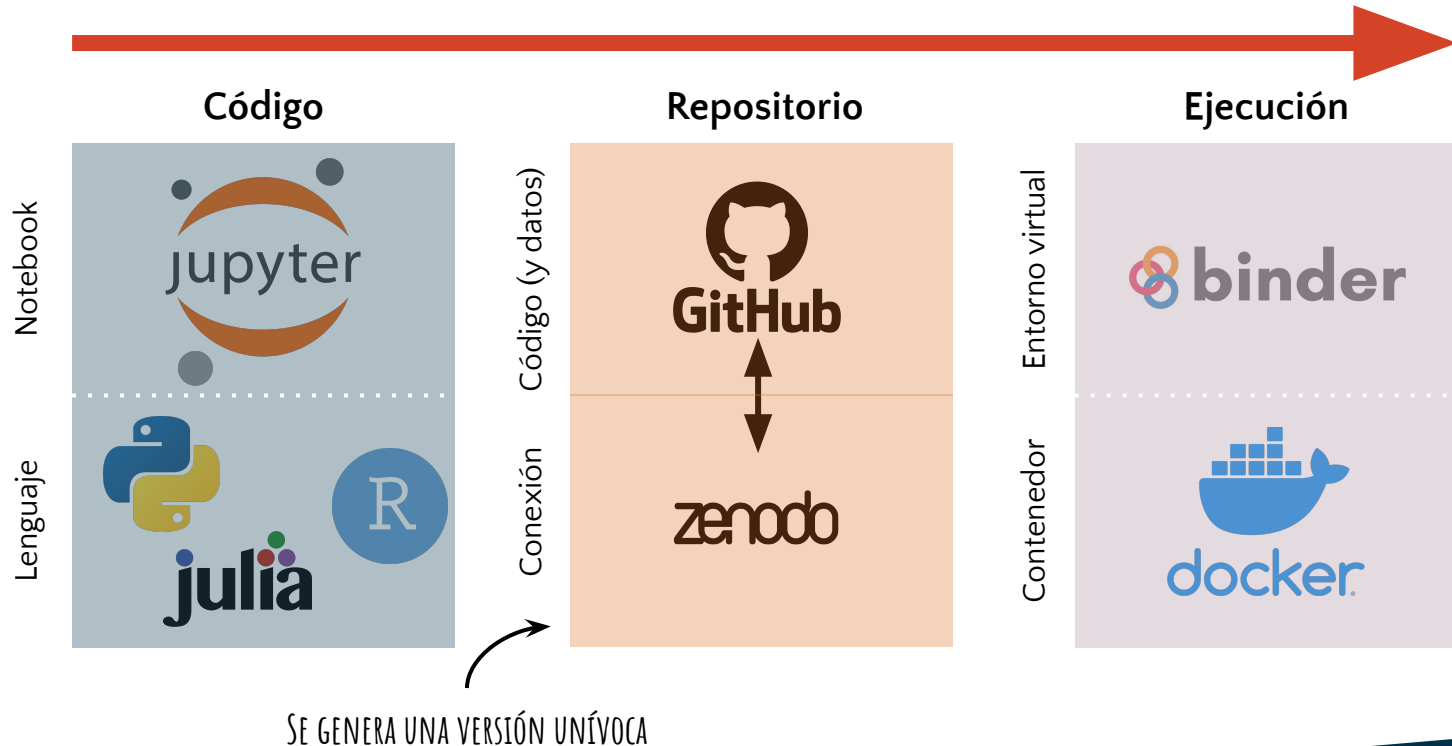 Código
Repositorio
Ejecución
Notebook
jupyter
Código (y datos)
GitHub
Entorno virtual
binder
Lenguaje
R
julia
Conexión
zenodo
Contenedor
docker
SE GENERA UNA VERSIÓN UNÍVOCA